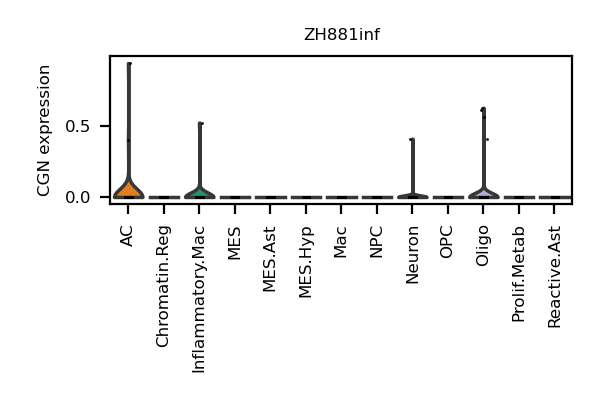 ZH881inf
CGN expression
0.5
0.0
AC
Chromatin.Reg
Inflammatory.Mac
MES
MES.Ast
MES.Hyp
Mac
NPC
Neuron
OPC
Oligo
Prolif.Metab
Reactive.Ast